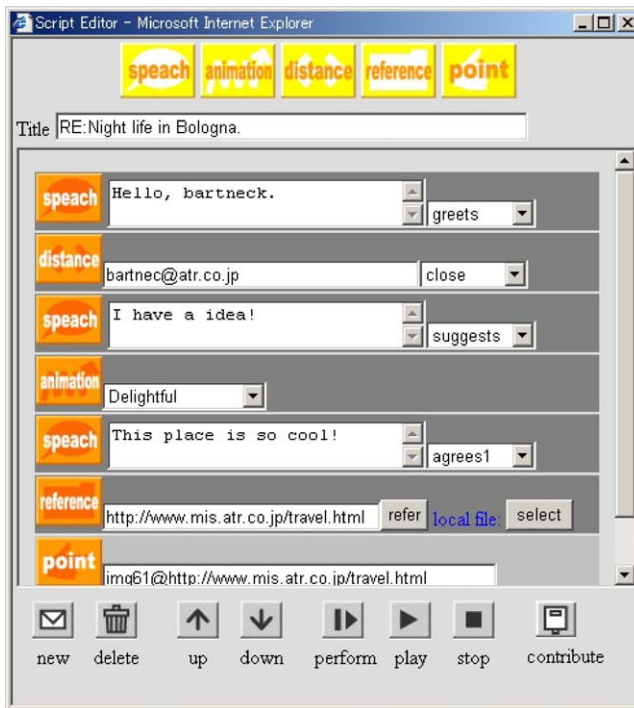 Script Editor - Microsoft Internet Explorer
speach animation distance reference point
Title RE:Night life in Bologna.
speach Hello, bartneck. greets
distance bartnec@atr.co.jp close
speach I have a idea! suggests
animation Delightful
speach This place is so cool! agrees1
reference http://www.mis.atr.co.jp/travel.html refer local file: select
point img61@http://www.mis.atr.co.jp/travel.html
new delete up down perform play stop contribute